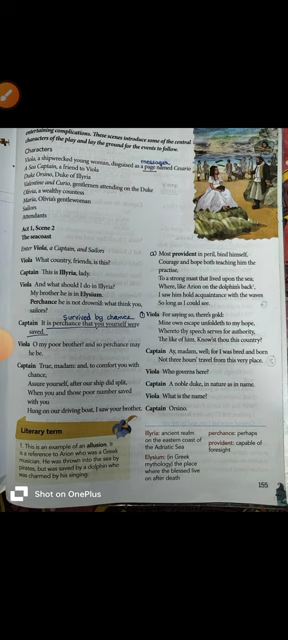 entertaining complications. These scenes introduce some of the central
characters of the play and lay the ground for the events to follow.
Characters
messenger
Viola, a shipwrecked young woman, disguised as a page named Cesario
A Sea Captain, a friend to Viola
Duke Orsino, Duke of Illyria
Valentine and Curio, gentlemen attending on the Duke
Olivia, a wealthy countess
Maria, Olivia's gentlewoman
Sailors
Attendants
Act 1, Scene 2
The seacoast
Enter Viola, a Captain, and Sailors
Viola What country, friends, is this?
Captain This is Illyria, lady.
Viola And what should I do in Illyria?
My brother he is in Elysium.
Perchance he is not drowned: what think you,
sailors?
survived by chance
Captain It is perchance that you yourself were
saved.
Viola O my poor brother! and so perchance may
he be.
Captain True, madam: and, to comfort you with
chance,
Assure yourself, after our ship did split,
When you and those poor number saved
with you
Hung on our driving boat, I saw your brother,
Most provident in peril, bind himself,
Courage and hope both teaching him the
practise,
To a strong mast that lived upon the sea;
Where, like Arion on the dolphin's back¹,
I saw him hold acquaintance with the waves
So long as I could see.
Viola For saying so, there's gold:
Mine own escape unfoldeth to my hope,
Whereto thy speech serves for authority,
The like of him. Know'st thou this country?
Captain Ay, madam, well; for I was bred and born
Not three hours' travel from this very place.
Viola Who governs here?
Captain A noble duke, in nature as in name.
Viola What is the name?
Captain Orsino.
Literary term
1. This is an example of an allusion. It
is a reference to Arion who was a Greek
musician. He was thrown into the sea by
pirates, but was saved by a dolphin who
was charmed by his singing.
Illyria: ancient realm
on the eastern coast of
the Adriatic Sea
Elysium: (in Greek
mythology) the place
where the blessed live
on after death
perchance: perhaps
provident: capable of
foresight
155
Shot on OnePlus